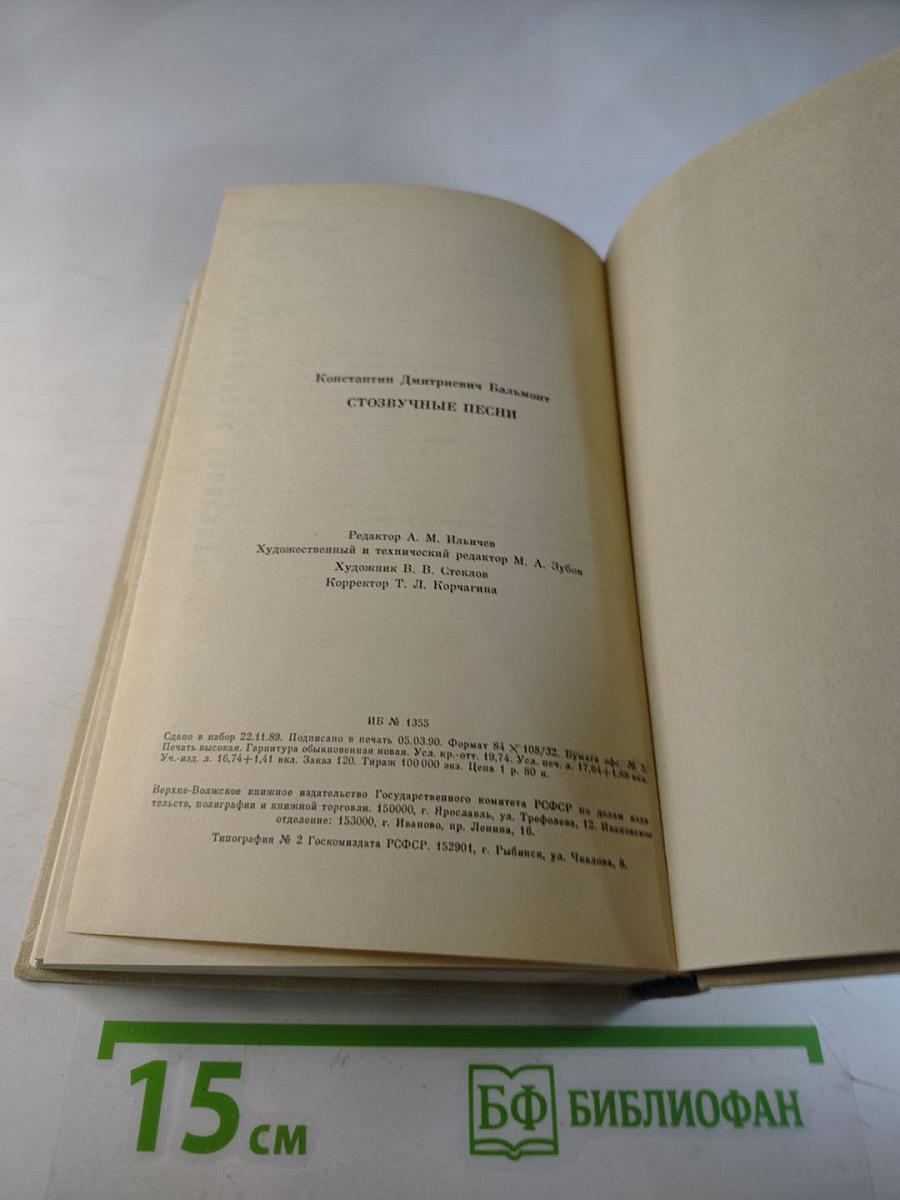 Константин Дмитриевич Бальмонт
СТОЗВУЧНЫЕ ПЕСНИ
Редактор А. М. Ильичев
Художественный и технический редактор М. А. Зубов
Художник В. В. Стеклов
Корректор Т. Л. Корчагина
ИБ № 1355
Сдано в набор 22.11.89. Подписано в печать 05.03.90. Формат 84 × 108/32. Бумага офс. № 2.
Печать высокая. Гарнитура обыкновенная новая. Усл. кр.-отт. 19,74. Усл. печ. л. 17,64+1,68 вкл.
Уч.-изд. л. 16,74+1,41 вкл. Заказ 120. Тираж 100 000 экз. Цена 1 р. 80 к.
Верхне-Волжское книжное издательство Государственного комитета РСФСР по делам изда
тельств, полиграфии и книжной торговли. 150000, г. Ярославль, ул. Трефолева, 12. Ивановское
отделение: 153000, г. Иваново, пр. Ленина, 16.
Типография № 2 Госкомиздата РСФСР. 152901, г. Рыбинск, ул. Чкалова, 8.
15 см
БФ БИБЛИОФАН